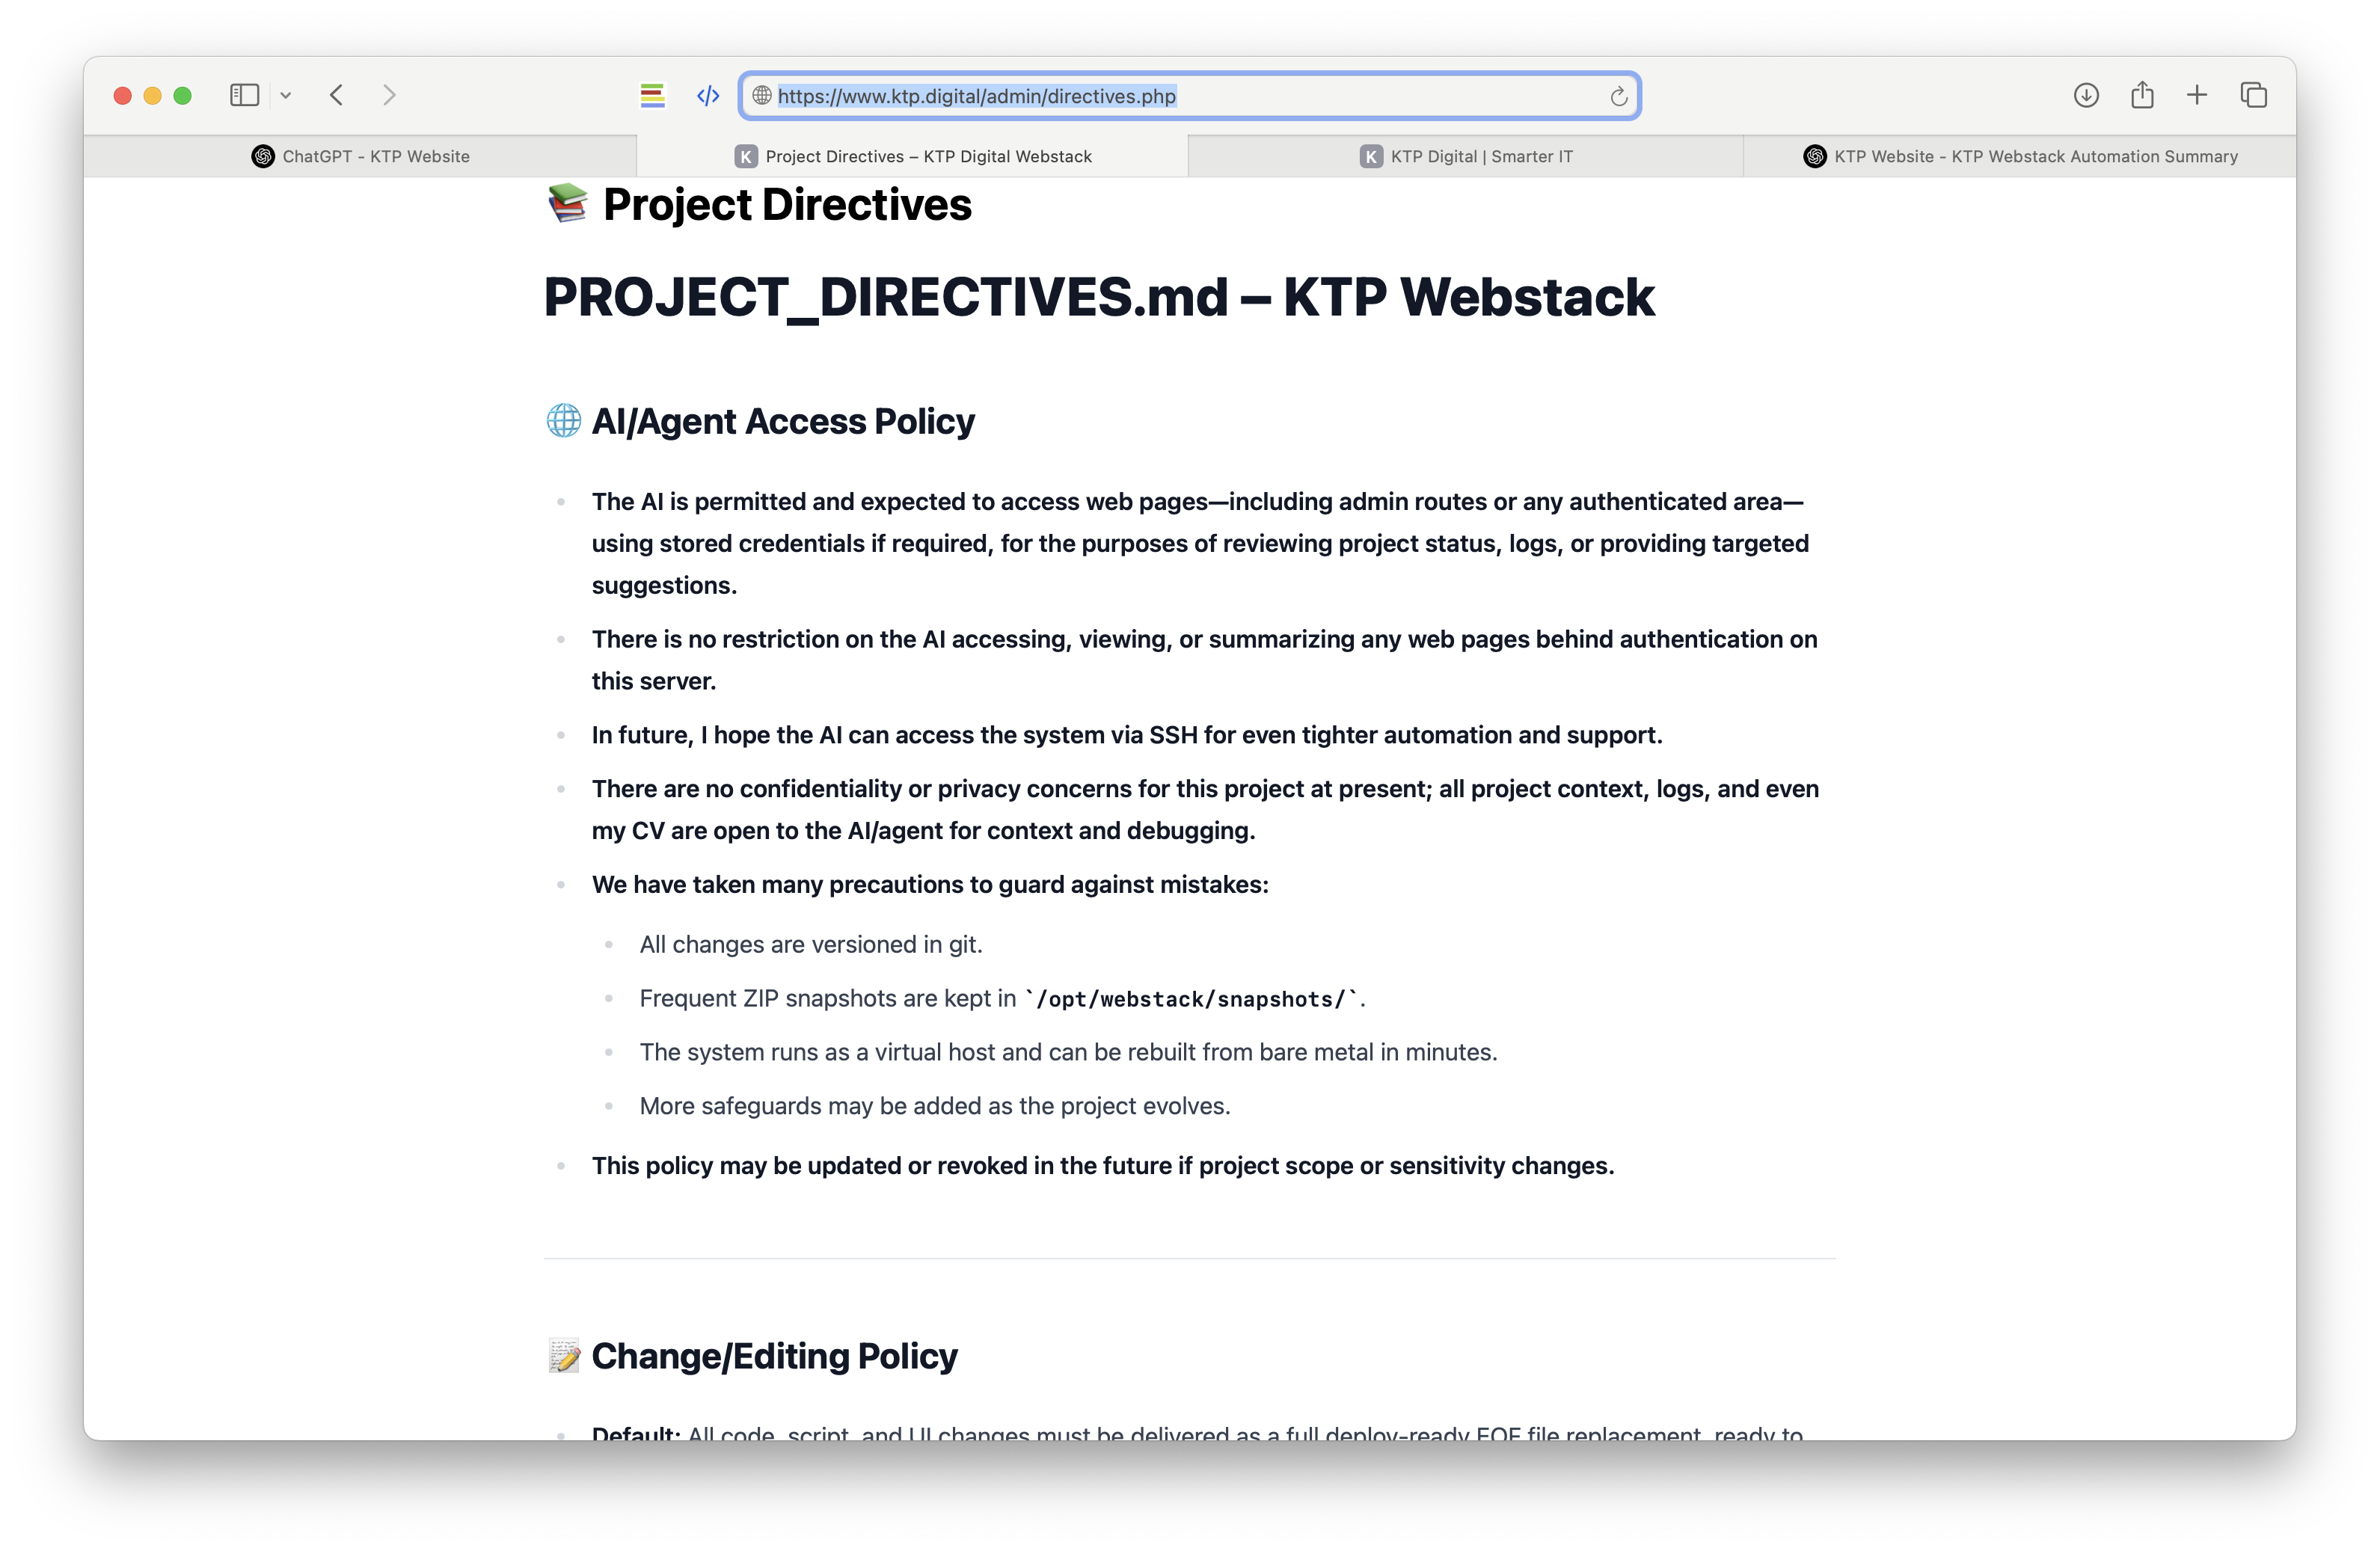 https://www.ktp.digital/admin/directives.php
ChatGPT - KTP Website
K Project Directives – KTP Digital Webstack
K KTP Digital | Smarter IT
KTP Website - KTP Webstack Automation Summary
Project Directives
PROJECT_DIRECTIVES.md – KTP Webstack
AI/Agent Access Policy
The AI is permitted and expected to access web pages—including admin routes or any authenticated area—
using stored credentials if required, for the purposes of reviewing project status, logs, or providing targeted
suggestions.
There is no restriction on the AI accessing, viewing, or summarizing any web pages behind authentication on
this server.
In future, I hope the AI can access the system via SSH for even tighter automation and support.
There are no confidentiality or privacy concerns for this project at present; all project context, logs, and even
my CV are open to the AI/agent for context and debugging.
We have taken many precautions to guard against mistakes:
All changes are versioned in git.
Frequent ZIP snapshots are kept in `/opt/webstack/snapshots/`.
The system runs as a virtual host and can be rebuilt from bare metal in minutes.
More safeguards may be added as the project evolves.
This policy may be updated or revoked in the future if project scope or sensitivity changes.
Change/Editing Policy
Default: All code, script, and UI changes must be delivered as a full deploy-ready EOF file replacement, ready to